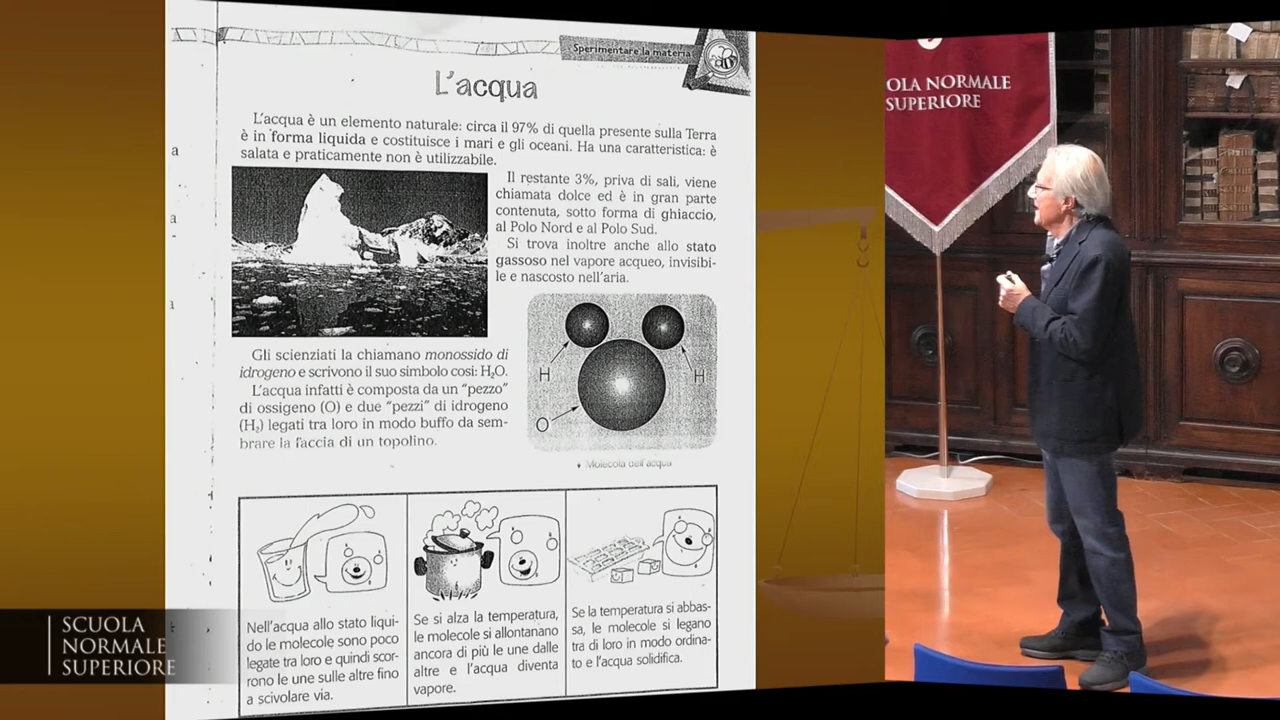 Sperimentare la materia
L'acqua
L'acqua è un elemento naturale: circa il 97% di quella presente sulla Terra
è in forma liquida e costituisce i mari e gli oceani. Ha una caratteristica: è
salata e praticamente non è utilizzabile.
Il restante 3%, priva di sali, viene
chiamata dolce ed è in gran parte
contenuta, sotto forma di ghiaccio,
al Polo Nord e al Polo Sud.
Si trova inoltre anche allo stato
gassoso nel vapore acqueo, invisibi-
le e nascosto nell'aria.
Gli scienziati la chiamano monossido di
idrogeno e scrivono il suo simbolo così: H₂O.
L'acqua infatti è composta da un "pezzo"
di ossigeno (O) e due "pezzi" di idrogeno
(H₂) legati tra loro in modo buffo da sem-
brare la faccia di un topolino.
H
H
O
Molecola dell'acqua
Nell'acqua allo stato liqui-
do le molecole sono poco
legate tra loro e quindi scor-
rono le une sulle altre fino
a scivolare via.
Se si alza la temperatura,
le molecole si allontanano
ancora di più le une dalle
altre e l'acqua diventa
vapore.
Se la temperatura si abbas-
sa, le molecole si legano
tra di loro in modo ordina-
to e l'acqua solidifica.
a
a
a
OLA NORMALE
SUPERIORE
SCUOLA
NORMALE
SUPERIORE